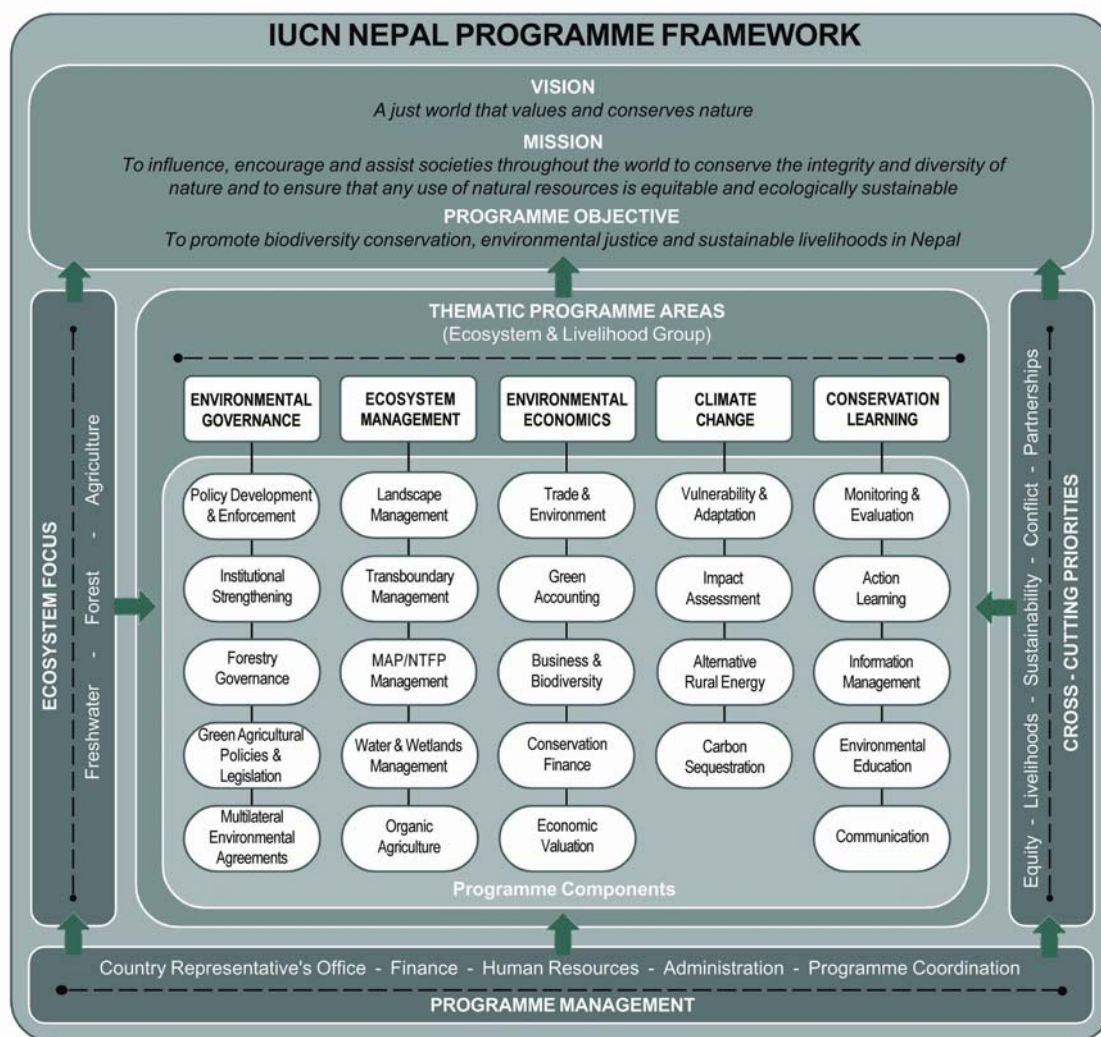 IUCN NEPAL PROGRAMME FRAMEWORK
VISION
A just world that values and conserves nature
MISSION
To influence, encourage and assist societies throughout the world to conserve the integrity and diversity of
nature and to ensure that any use of natural resources is equitable and ecologically sustainable
PROGRAMME OBJECTIVE
To promote biodiversity conservation, environmental justice and sustainable livelihoods in Nepal
ECOSYSTEM FOCUS
Freshwater - Forest - Agriculture
THEMATIC PROGRAMME AREAS
(Ecosystem & Livelihood Group)
ENVIRONMENTAL
GOVERNANCE
Policy Development
& Enforcement
Institutional
Strengthening
Forestry
Governance
Green Agricultural
Policies &
Legislation
Multilateral
Environmental
Agreements
ECOSYSTEM
MANAGEMENT
Landscape
Management
Transboundary
Management
MAP/NTFP
Management
Water & Wetlands
Management
Organic
Agriculture
ENVIRONMENTAL
ECONOMICS
Trade &
Environment
Green
Accounting
Business &
Biodiversity
Conservation
Finance
Economic
Valuation
CLIMATE
CHANGE
Vulnerability &
Adaptation
Impact
Assessment
Alternative
Rural Energy
Carbon
Sequestration
CONSERVATION
LEARNING
Monitoring &
Evaluation
Action
Learning
Information
Management
Environmental
Education
Communication
Programme Components
Equity - Livelihoods - Sustainability - Conflict - Partnerships
CROSS - CUTTING PRIORITIES
Country Representative's Office - Finance - Human Resources - Administration - Programme Coordination
PROGRAMME MANAGEMENT